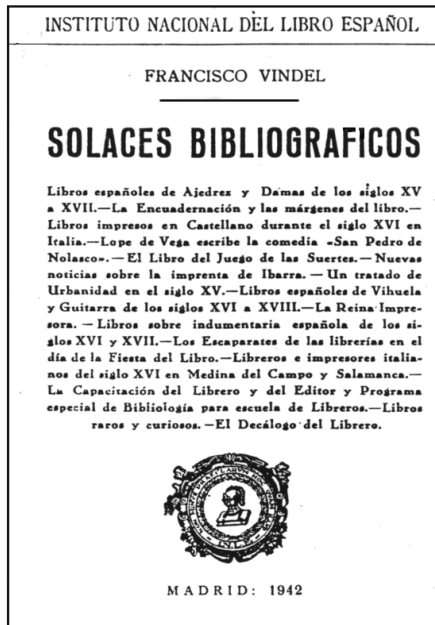 INSTITUTO NACIONAL DEL LIBRO ESPAÑOL
FRANCISCO VINDEL
SOLACES BIBLIOGRAFICOS
Libros españoles de Ajedrez y Damas de los siglos XV
a XVII.—La Encuadernación y las márgenes del libro.—
Libros impresos en Castellano durante el siglo XVI en
Italia.—Lope de Vega escribe la comedia «San Pedro de
Nolasco».—El Libro del Juego de las Suertes.—Nuevas
noticias sobre la imprenta de Ibarra.—Un tratado de
Urbanidad en el siglo XV.—Libros españoles de Vihuela
y Guitarra de los siglos XVI a XVIII.—La Reina Impre-
sora.—Libros sobre indumentaria española de los si-
glos XVI y XVII.—Los Escaparates de las librerías en el
día de la Fiesta del Libro.—Libreros e impresores italia-
nos del siglo XVI en Medina del Campo y Salamanca.—
La Capacitación del Librero y del Editor y Programa
especial de Bibliología para escuela de Libreros.—Libros
raros y curiosos.—El Decálogo del Librero.
MADRID: 1942